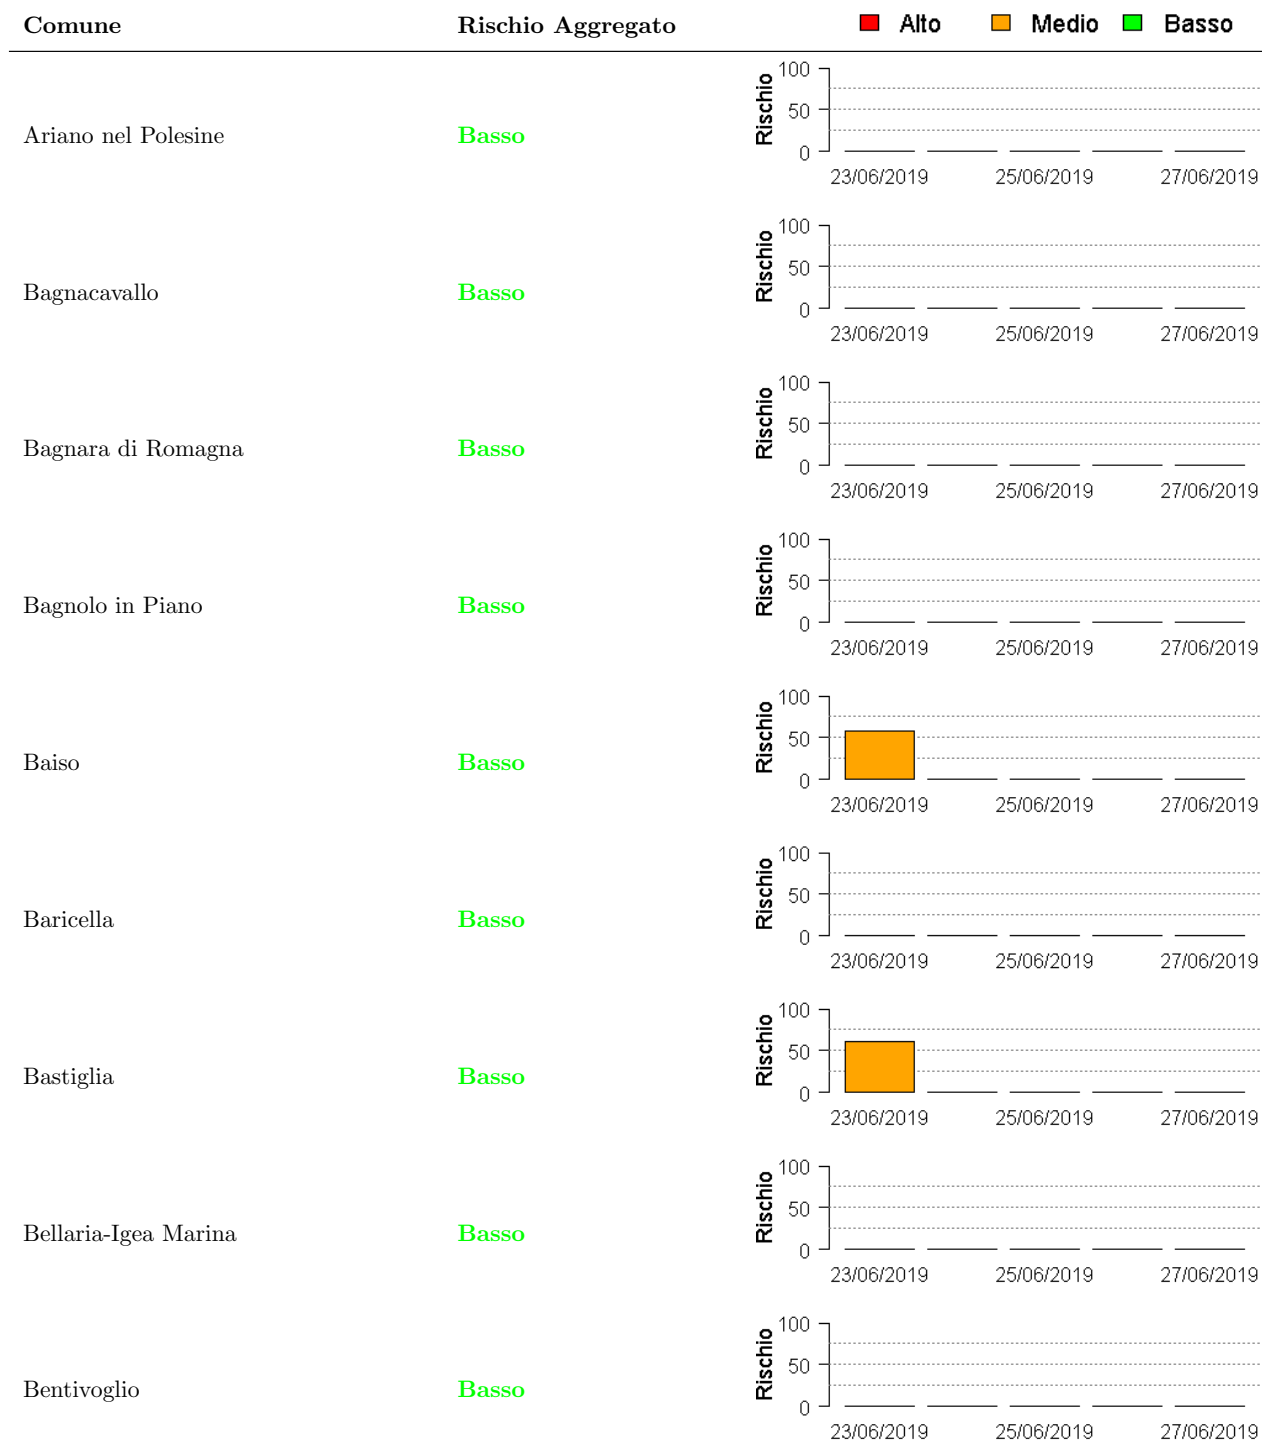 Comune Rischio Aggregato Alto Medio Basso
100
50
0
Rischio
Ariano nel Polesine Basso
23/06/2019 25/06/2019 27/06/2019
100
50
0
Rischio
Bagnacavallo Basso
23/06/2019 25/06/2019 27/06/2019
100
50
0
Rischio
Bagnara di Romagna Basso
23/06/2019 25/06/2019 27/06/2019
100
50
0
Rischio
Bagnolo in Piano Basso
23/06/2019 25/06/2019 27/06/2019
100
50
0
Rischio
Baiso Basso
23/06/2019 25/06/2019 27/06/2019
100
50
0
Rischio
Baricella Basso
23/06/2019 25/06/2019 27/06/2019
100
50
0
Rischio
Bastiglia Basso
23/06/2019 25/06/2019 27/06/2019
100
50
0
Rischio
Bellaria-Igea Marina Basso
23/06/2019 25/06/2019 27/06/2019
100
50
0
Rischio
Bentivoglio Basso
23/06/2019 25/06/2019 27/06/2019